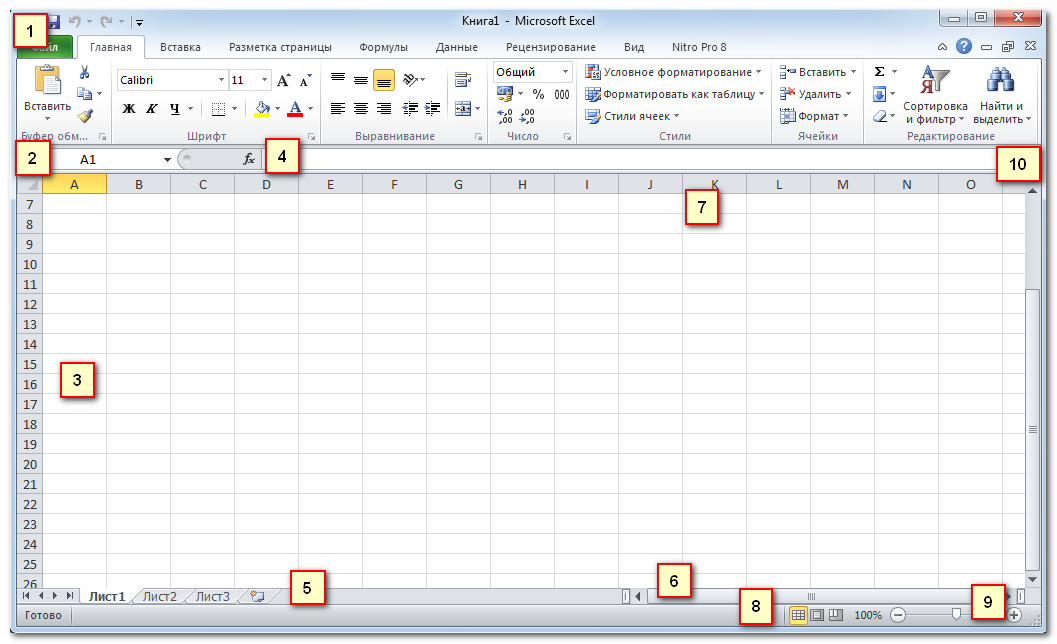 1
Книга1 - Microsoft Excel
Главная Вставка Разметка страницы Формулы Данные Рецензирование Вид Nitro Pro 8
Вставить
Буфер обм...
Calibri 11
Ж К Ч
Шрифт
Выравнивание
Общий
% 000
Число
Условное форматирование
Форматировать как таблицу
Стили ячеек
Стили
Вставить
Удалить
Формат
Ячейки
Σ
Сортировка и фильтр
Найти и выделить
Редактирование
2 A1 fx 4 10
A B C D E F G H I J K L M N O
7
7
8
9
10
11
12
13
14
15
3
16
17
18
19
20
21
22
23
24
25
26
Лист1 Лист2 Лист3 5 6
Готово 8 100% 9